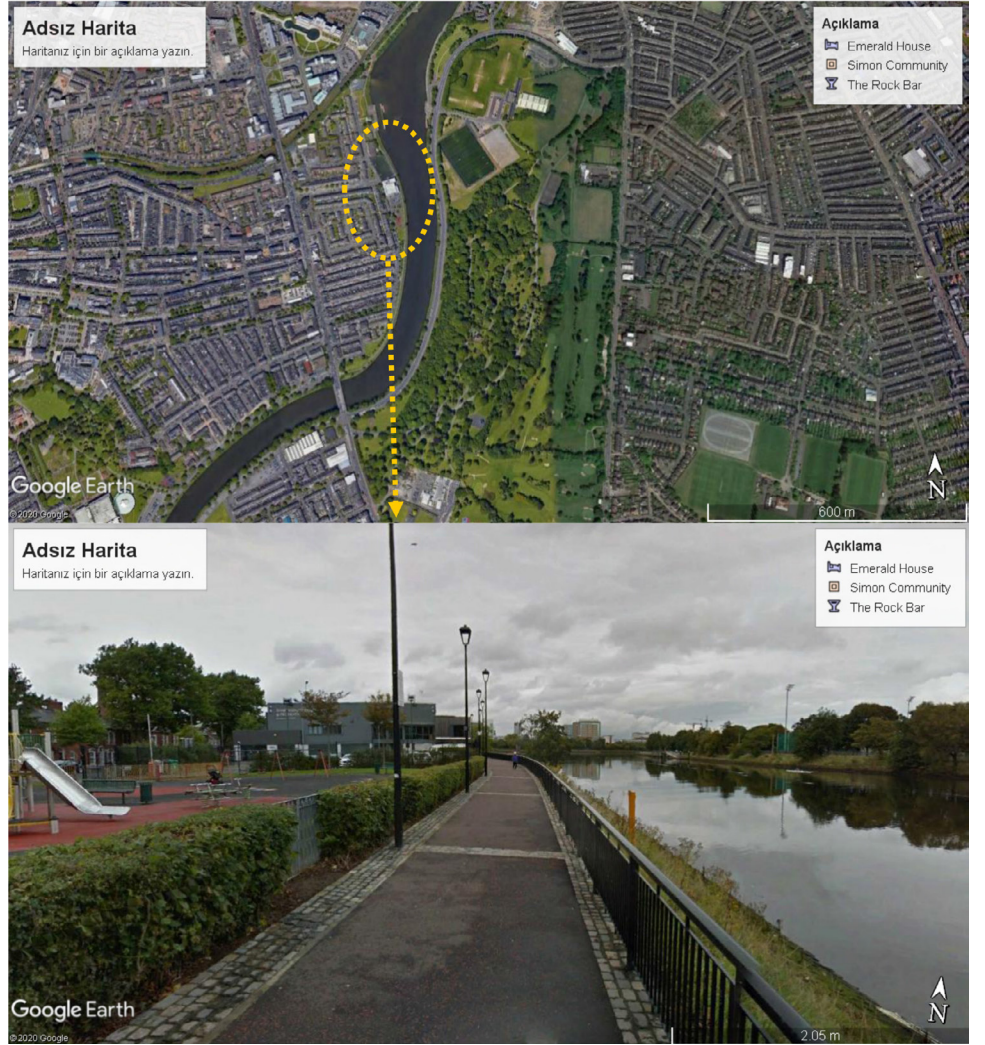 Adsız Harita
Haritanız için bir açıklama yazın.
Açıklama
Emerald House
Simon Community
The Rock Bar
Google Earth
© 2020 Google
N
600 m
Adsız Harita
Haritanız için bir açıklama yazın.
Açıklama
Emerald House
Simon Community
The Rock Bar
Google Earth
© 2020 Google
N
2.05 m